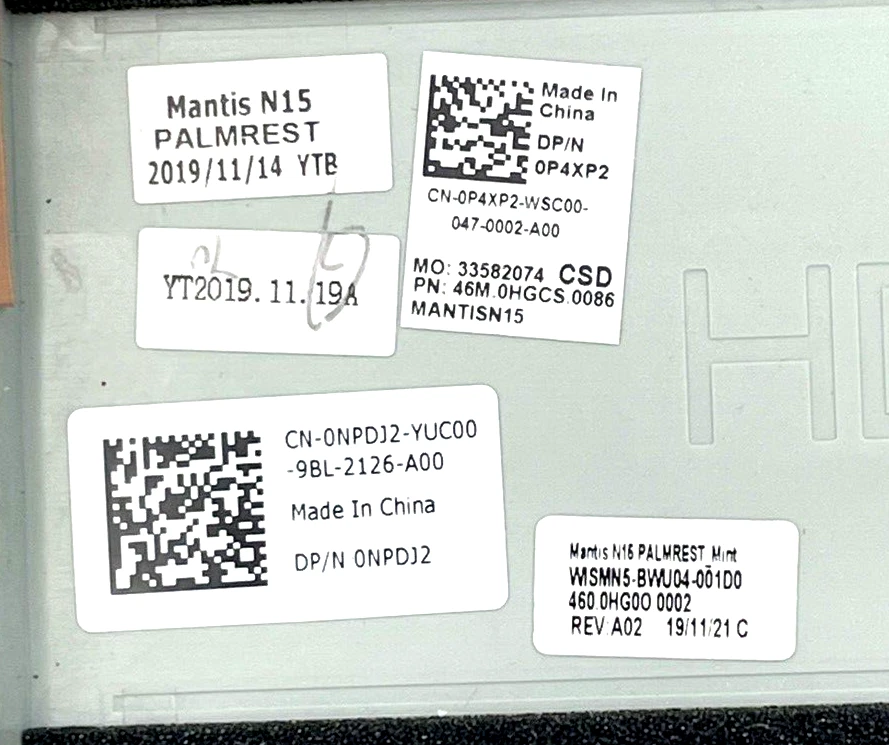 Mantis N15
PALMREST
2019/11/14 YTB
Made In
China
DP/N
0P4XP2
CN-0P4XP2-WSC00-
047-0002-A00
MO: 33582074 CSD
PN: 46M.0HGCS.0086
MANTISN15
YT2019.11.19A
CN-0NPDJ2-YUC00
-9BL-2126-A00
Made In China
DP/N 0NPDJ2
Mantis N15 PALMREST Mint
WISMN5-BWU04-001D0
460.0HG00 0002
REV:A02 19/11/21 C